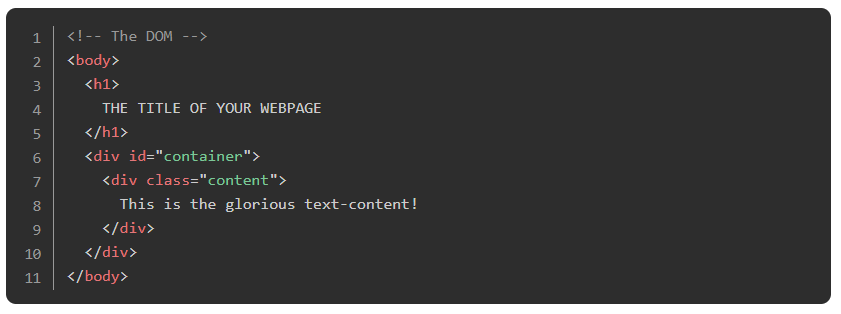 1 <!-- The DOM -->
2 <body>
3   <h1>
4     THE TITLE OF YOUR WEBPAGE
5   </h1>
6   <div id="container">
7     <div class="content">
8       This is the glorious text-content!
9     </div>
10   </div>
11 </body>